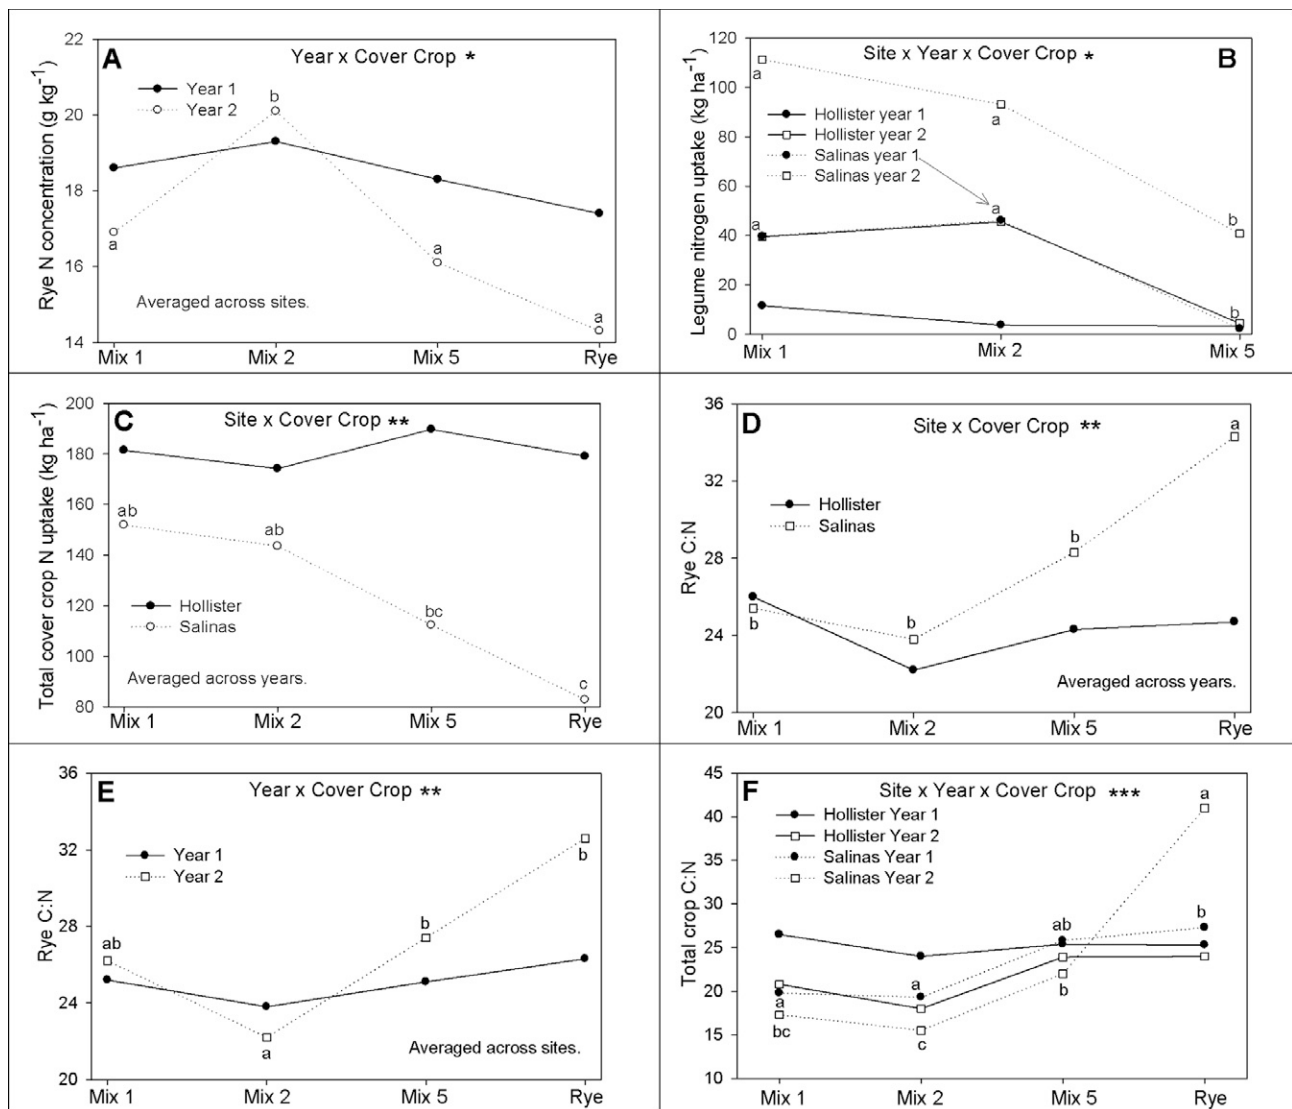 A
Year x Cover Crop *
Year 1
Year 2
Rye N concentration (g kg-1)
22
20
18
16
14
b
a
a
a
Averaged across sites.
Mix 1 Mix 2 Mix 5 Rye
B
Site x Year x Cover Crop *
Hollister year 1
Hollister year 2
Salinas year 1
Salinas year 2
Legume nitrogen uptake (kg ha-1)
120
100
80
60
40
20
0
a
a
a
a
b
b
Mix 1 Mix 2 Mix 5
C
Site x Cover Crop **
Total cover crop N uptake (kg ha-1)
200
180
160
140
120
100
80
ab
ab
bc
c
Hollister
Salinas
Averaged across years.
Mix 1 Mix 2 Mix 5 Rye
D
Site x Cover Crop **
Hollister
Salinas
Rye C:N
36
32
28
24
20
a
b
b
b
Averaged across years.
Mix 1 Mix 2 Mix 5 Rye
E
Year x Cover Crop **
Year 1
Year 2
Rye C:N
36
32
28
24
20
ab
a
b
b
Averaged across sites.
Mix 1 Mix 2 Mix 5 Rye
F
Site x Year x Cover Crop ***
Hollister Year 1
Hollister Year 2
Salinas Year 1
Salinas Year 2
Total crop C:N
45
40
35
30
25
20
15
10
a
ab
b
a
a
b
bc
c
Mix 1 Mix 2 Mix 5 Rye